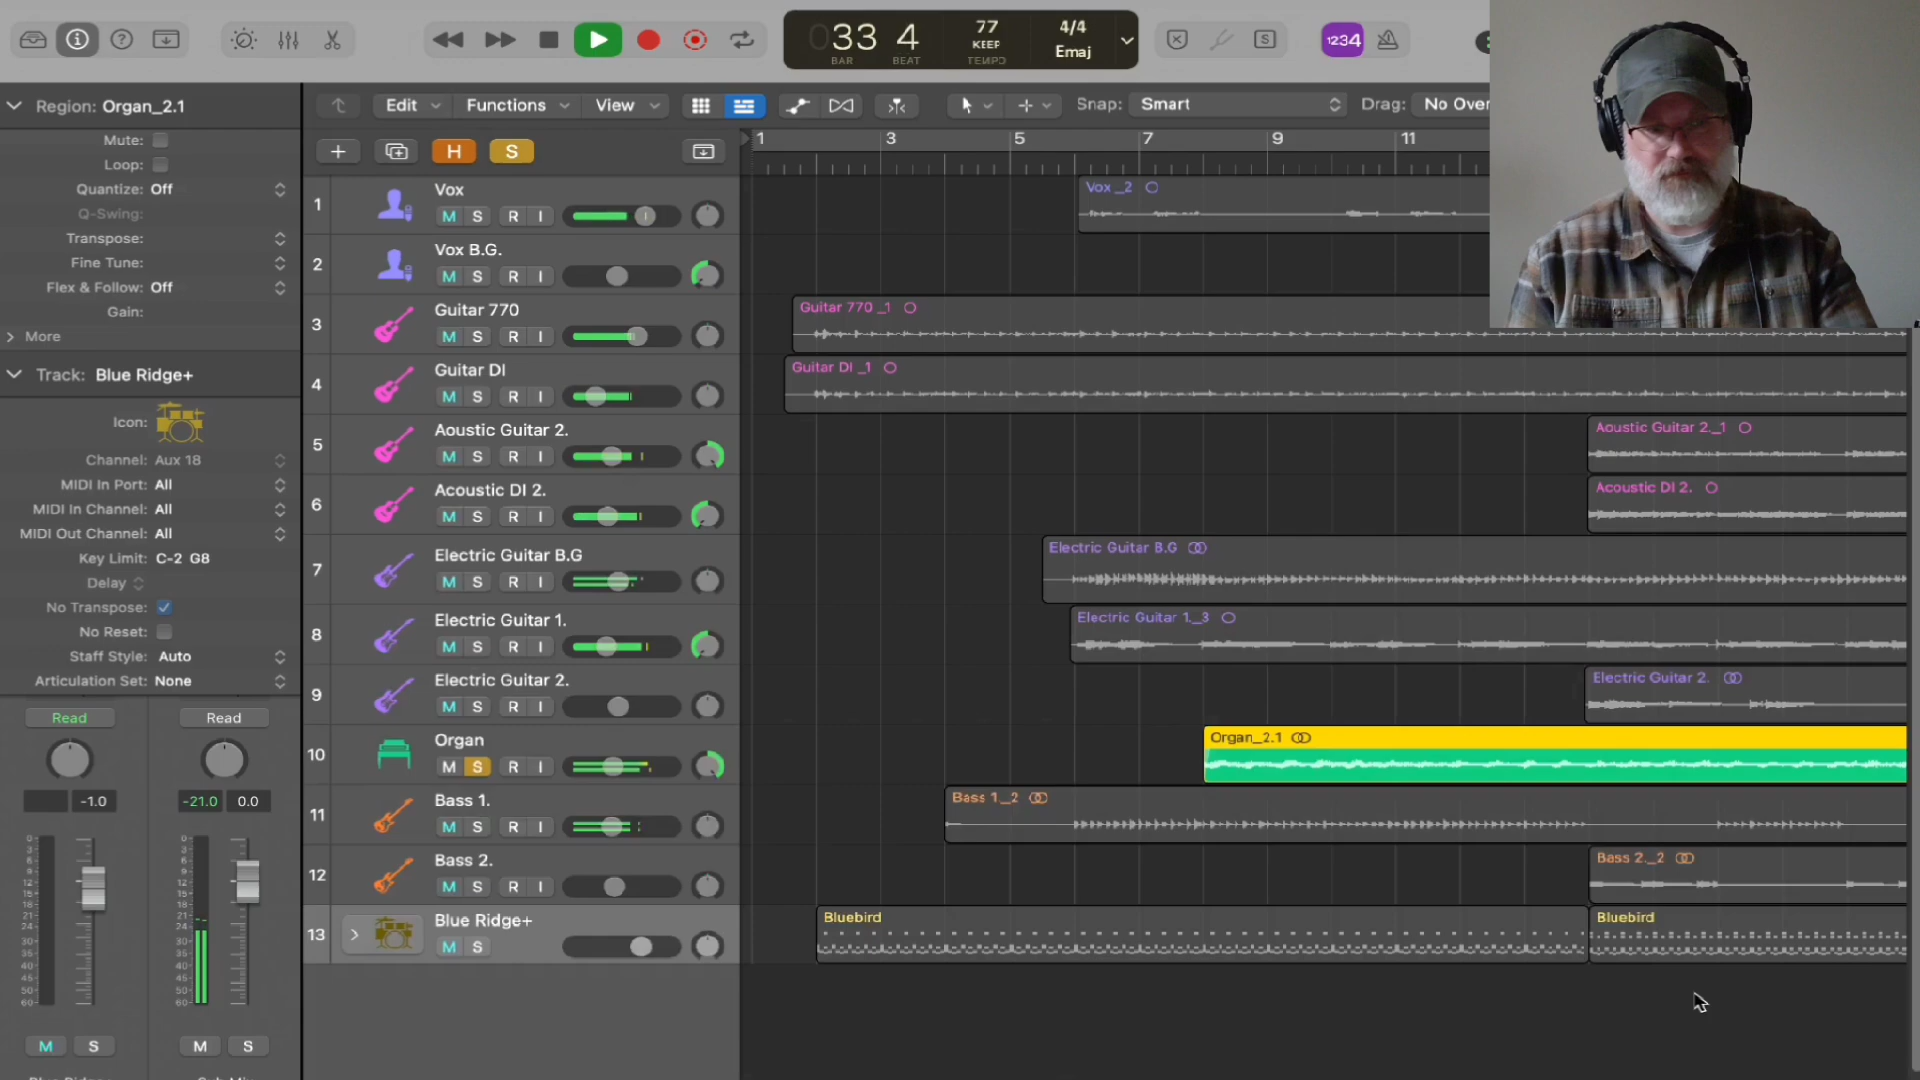 033 4 77 4/4
KEEP Emaj
BAR BEAT TEMPO
1234
S
Region: Organ_2.1
Edit Functions View Snap: Smart Drag: No Over
Mute:
Loop:
Quantize: Off
Q-Swing:
Transpose:
Fine Tune:
Flex & Follow: Off
Gain:
More
Track: Blue Ridge+
Icon:
Channel: Aux 18
MIDI In Port: All
MIDI In Channel: All
MIDI Out Channel: All
Key Limit: C-2 G8
Delay
No Transpose:
No Reset:
Staff Style: Auto
Articulation Set: None
Read Read
-1.0 -21.0 0.0
M S M S
H S
1 3 5 7 9 11
1 Vox
M S R I
Vox _2
2 Vox B.G.
M S R I
3 Guitar 770
M S R I
Guitar 770 _1
4 Guitar DI
M S R I
Guitar DI _1
5 Aoustic Guitar 2.
M S R I
Aoustic Guitar 2._1
6 Acoustic DI 2.
M S R I
Acoustic DI 2.
7 Electric Guitar B.G
M S R I
Electric Guitar B.G
8 Electric Guitar 1.
M S R I
Electric Guitar 1._3
9 Electric Guitar 2.
M S R I
Electric Guitar 2.
10 Organ
M S R I
Organ_2.1
11 Bass 1.
M S R I
Bass 1._2
12 Bass 2.
M S R I
Bass 2._2
13 Blue Ridge+
M S
Bluebird Bluebird